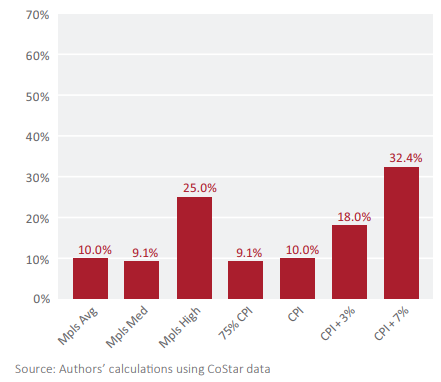 70%
60%
50%
40%
30%
20%
10%
0%
10.0%
9.1%
25.0%
9.1%
10.0%
18.0%
32.4%
Mpls Avg
Mpls Med
Mpls High
75% CPI
CPI
CPI + 3%
CPI + 7%
Source: Authors’ calculations using CoStar data